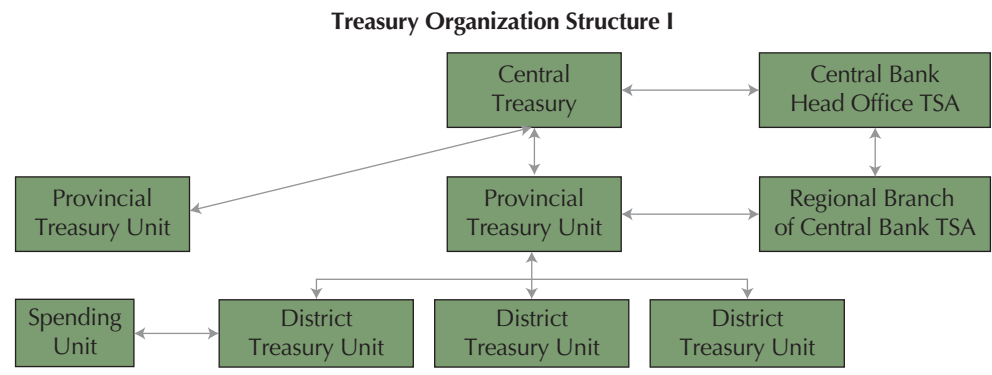 Treasury Organization Structure I
Central
Treasury
Central Bank
Head Office TSA
Provincial
Treasury Unit
Provincial
Treasury Unit
Regional Branch
of Central Bank TSA
Spending
Unit
District
Treasury Unit
District
Treasury Unit
District
Treasury Unit